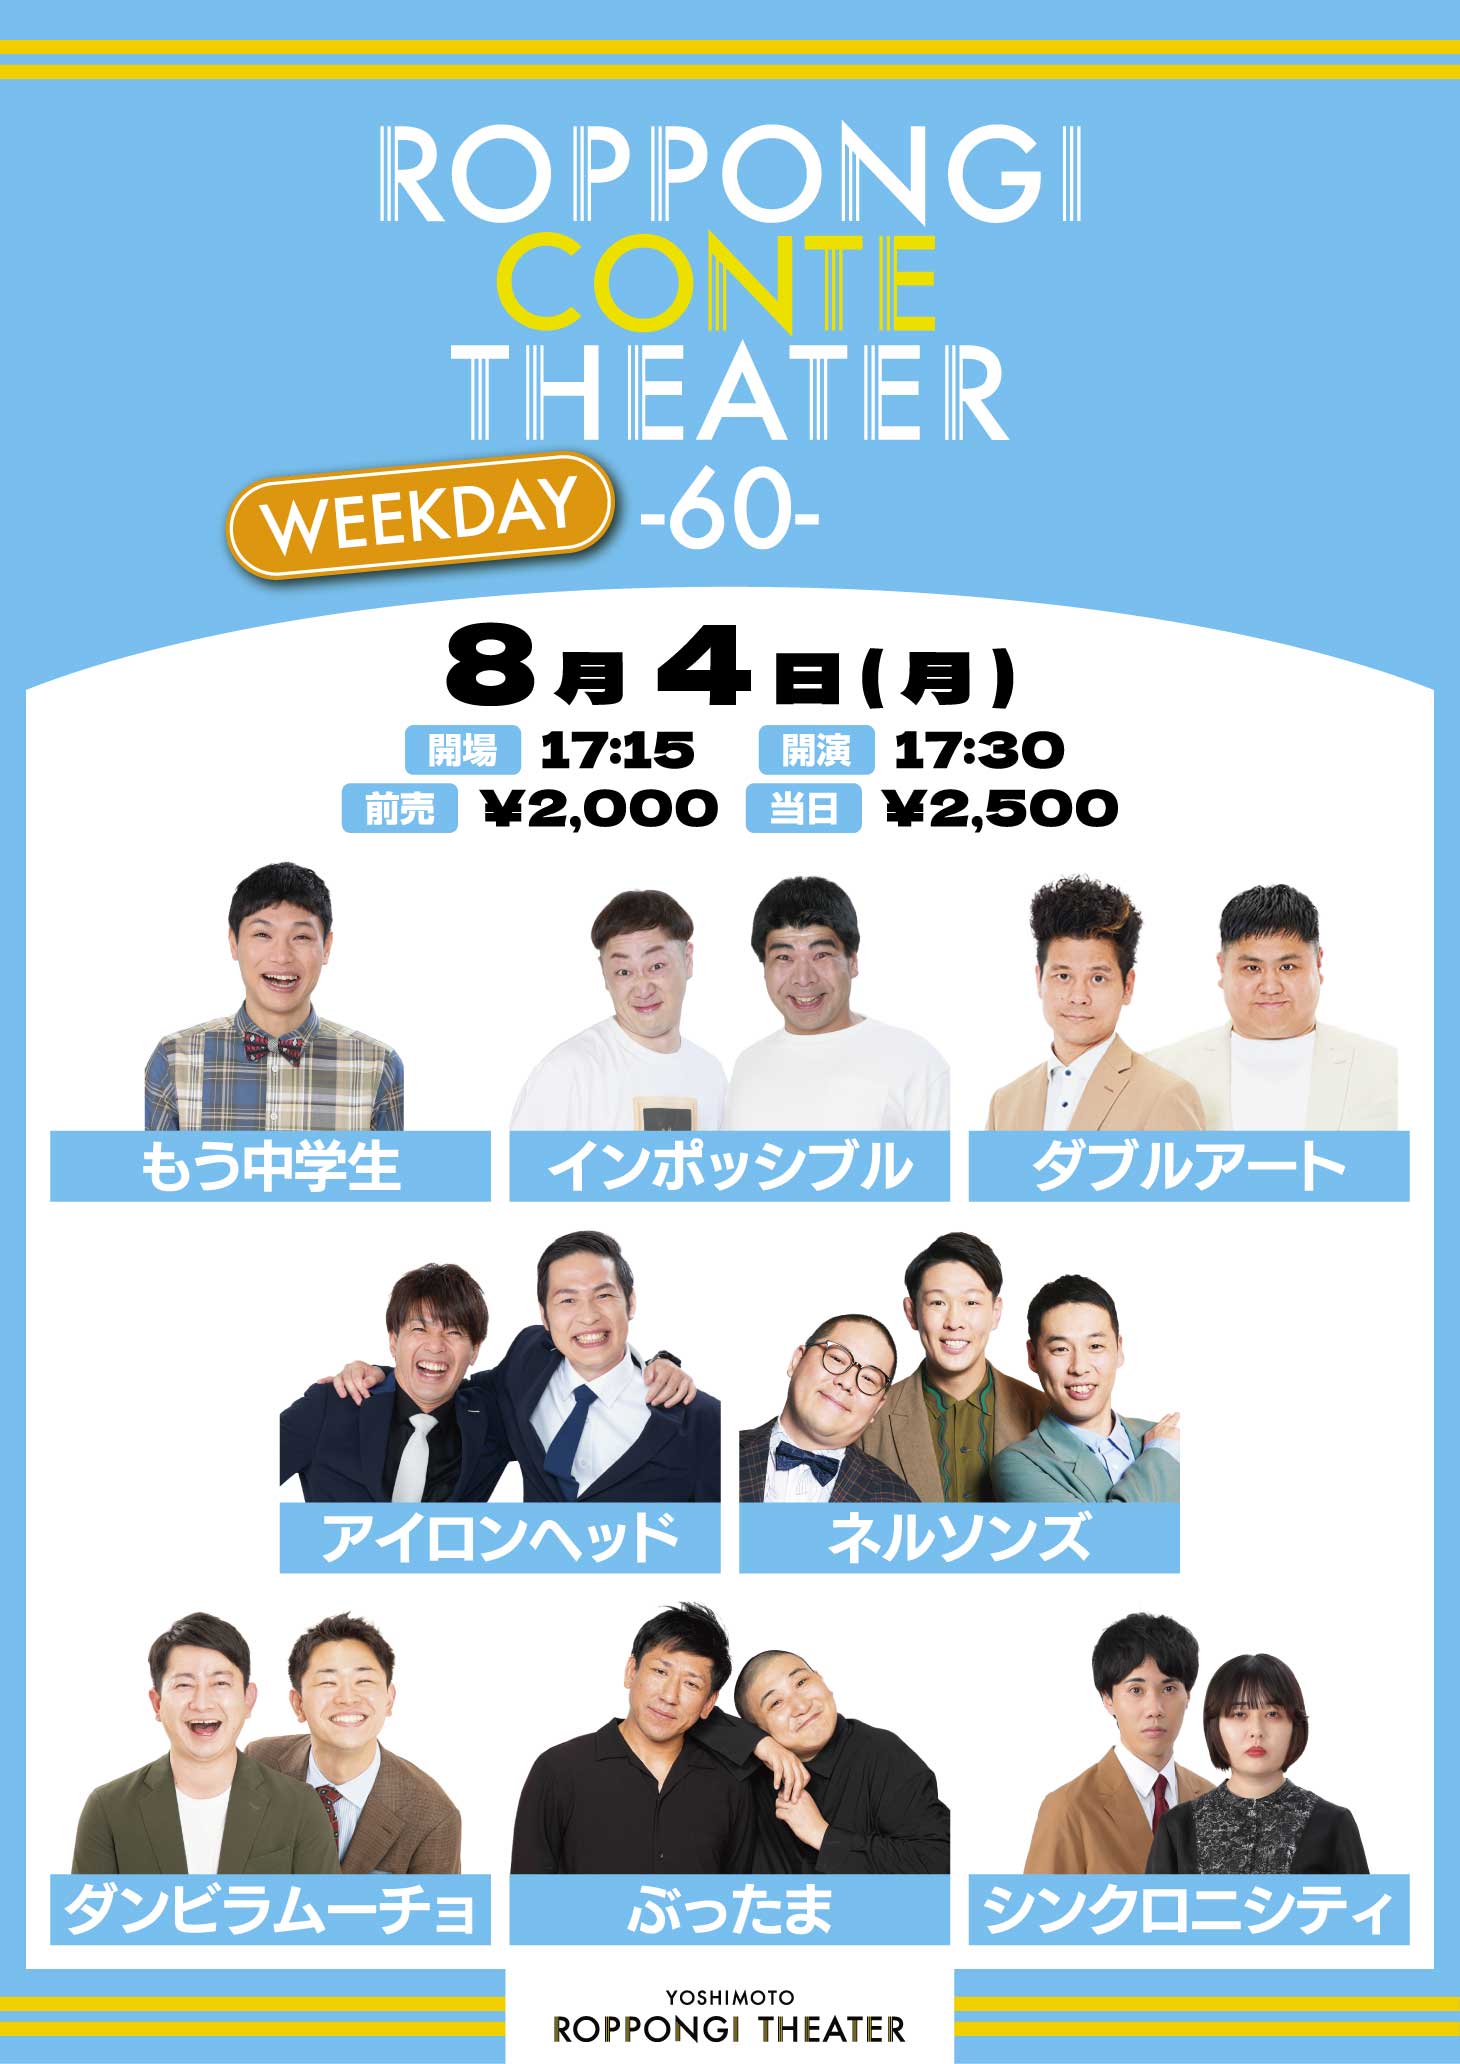 ROPPONGI
CONTE
THEATER
WEEKDAY -60-
8月4日(月)
開場 17:15 開演 17:30
前売 ¥2,000 当日 ¥2,500
もう中学生 インポッシブル ダブルアート
アイロンヘッド ネルソンズ
ダンビラムーチョ ぶったま シンクロニシティ
YOSHIMOTO
ROPPONGI THEATER